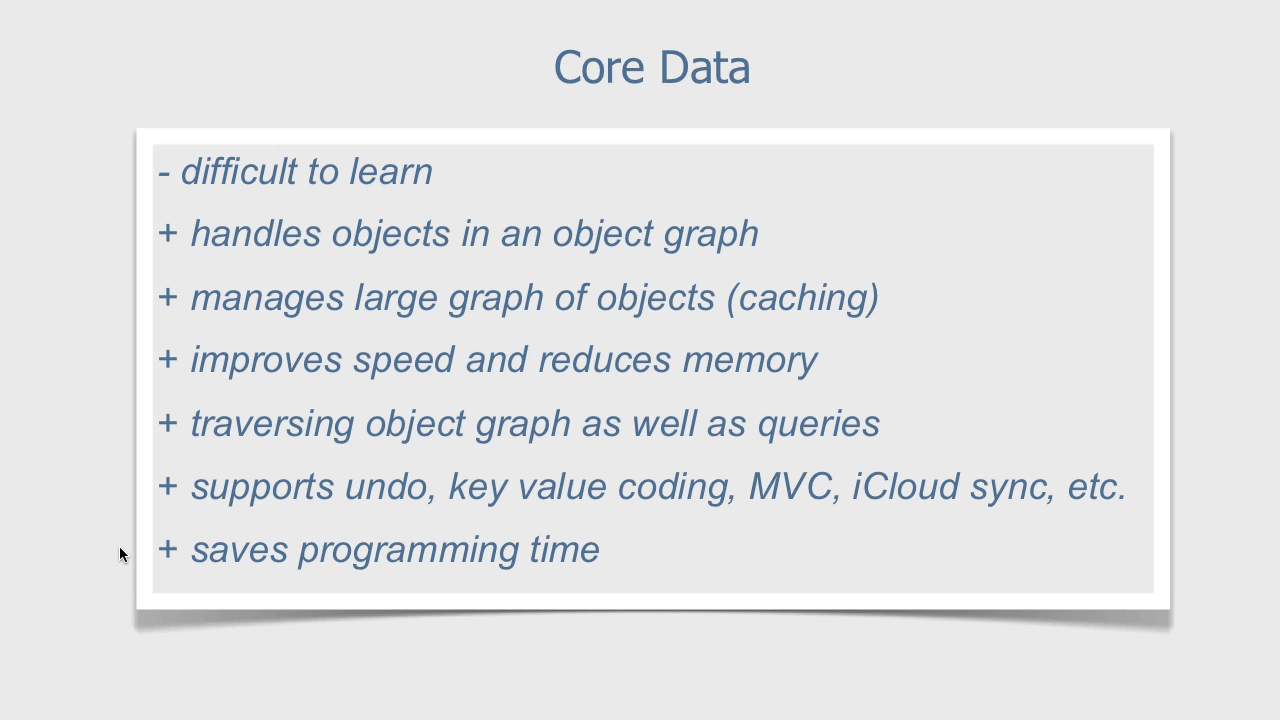 Core Data
- difficult to learn
+ handles objects in an object graph
+ manages large graph of objects (caching)
+ improves speed and reduces memory
+ traversing object graph as well as queries
+ supports undo, key value coding, MVC, iCloud sync, etc.
+ saves programming time